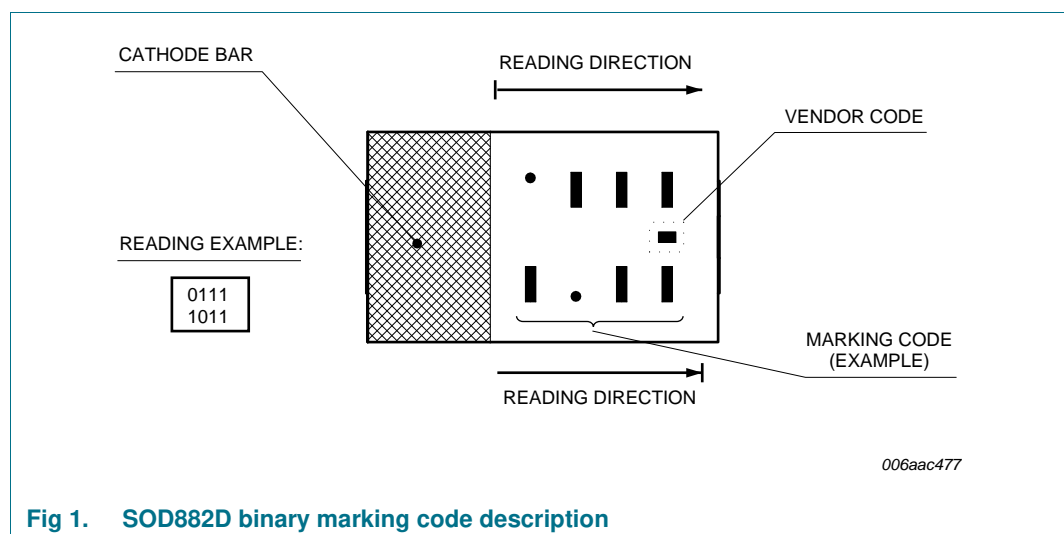 CATHODE BAR
READING DIRECTION
VENDOR CODE
READING EXAMPLE:
0111
1011
MARKING CODE
(EXAMPLE)
READING DIRECTION
006aac477
Fig 1. SOD882D binary marking code description